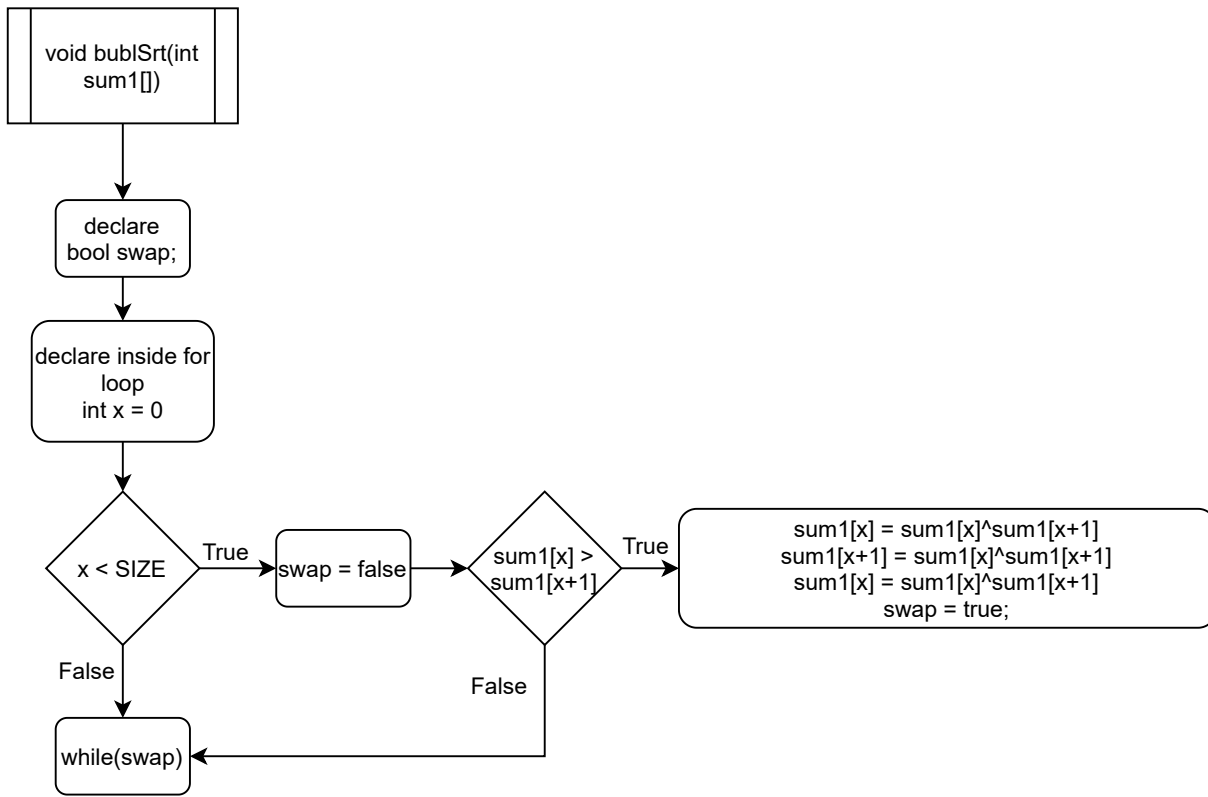 void bublSrt(int
sum1[])
declare
bool swap;
declare inside for
loop
int x = 0
x < SIZE
True
swap = false
sum1[x] >
sum1[x+1]
True
sum1[x] = sum1[x]^sum1[x+1]
sum1[x+1] = sum1[x]^sum1[x+1]
sum1[x] = sum1[x]^sum1[x+1]
swap = true;
False
False
while(swap)